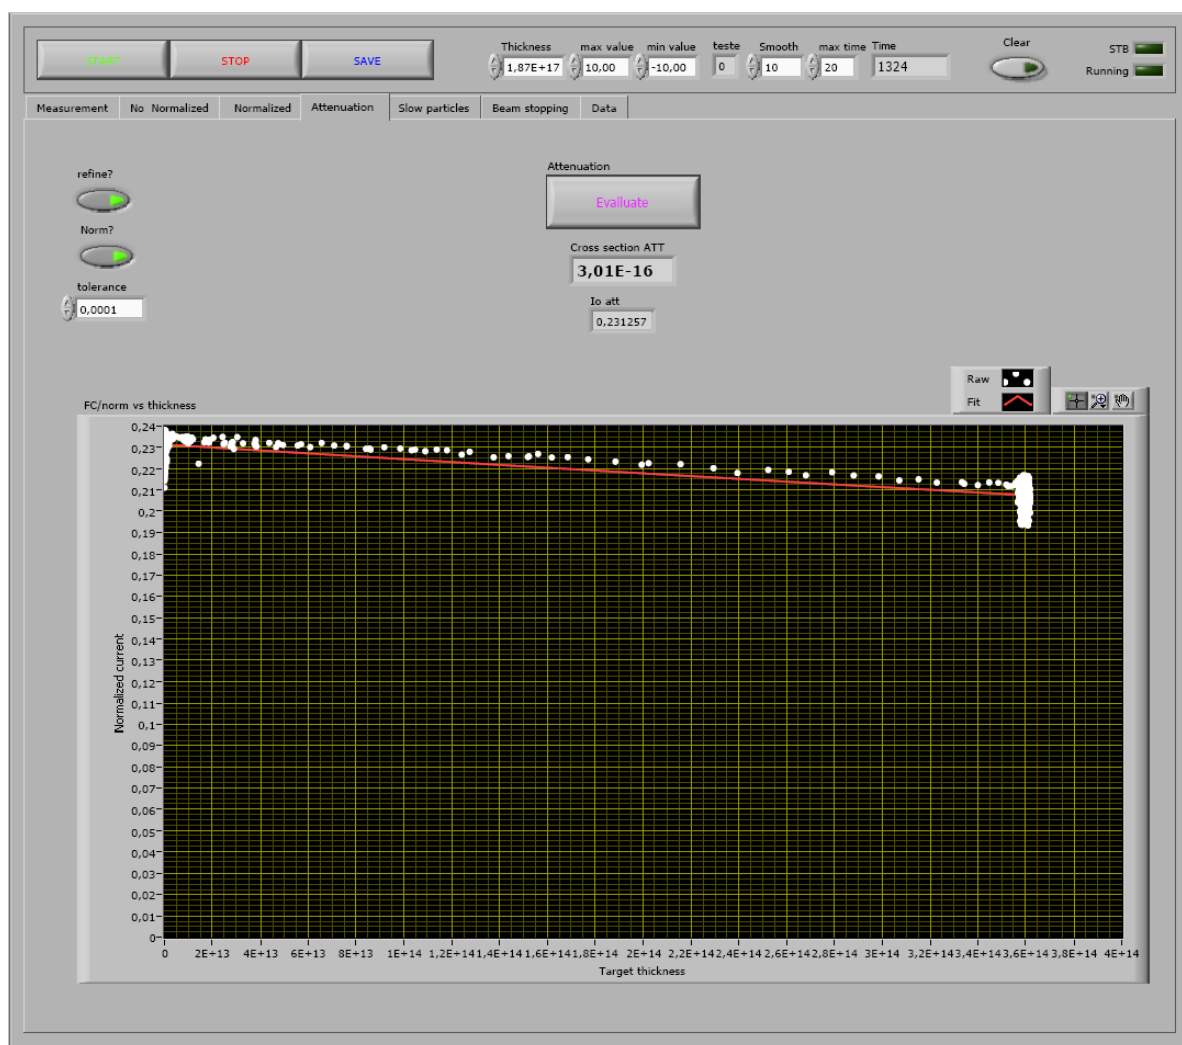 START STOP SAVE
Thickness max value min value teste Smooth max time Time Clear STB
1,87E+17 10,00 -10,00 0 10 20 1324 Running
Measurement No Normalized Normalized Attenuation Slow particles Beam stopping Data
refine?
Norm?
tolerance
0,0001
Attenuation
Evalluate
Cross section ATT
3,01E-16
Io att
0,231257
Raw
Fit
FC/norm vs thickness
0,24
0,23
0,22
0,21
0,2
0,19
0,18
0,17
0,16
0,15
0,14
0,13
0,12
0,11
0,1
0,09
0,08
0,07
0,06
0,05
0,04
0,03
0,02
0,01
0
Normalized current
0 2E+13 4E+13 6E+13 8E+13 1E+14 1,2E+14 1,4E+14 1,6E+14 1,8E+14 2E+14 2,2E+14 2,4E+14 2,6E+14 2,8E+14 3E+14 3,2E+14 3,4E+14 3,6E+14 3,8E+14 4E+14
Target thickness